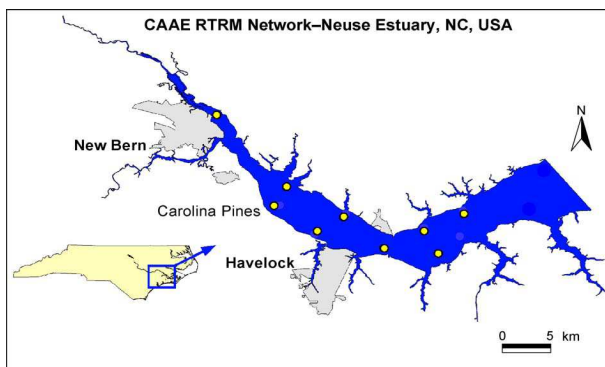 CAAE RTRM Network–Neuse Estuary, NC, USA
N
New Bern
Carolina Pines
Havelock
0 5 km